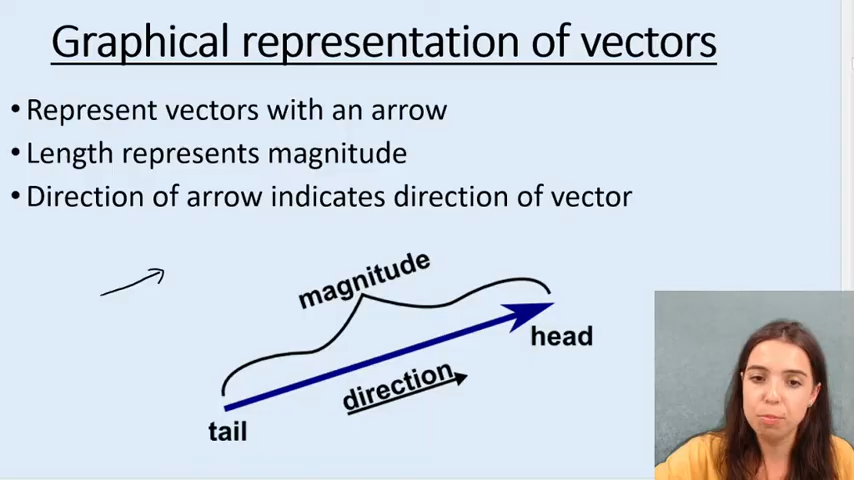 Graphical representation of vectors
• Represent vectors with an arrow
• Length represents magnitude
• Direction of arrow indicates direction of vector
magnitude
head
direction
tail